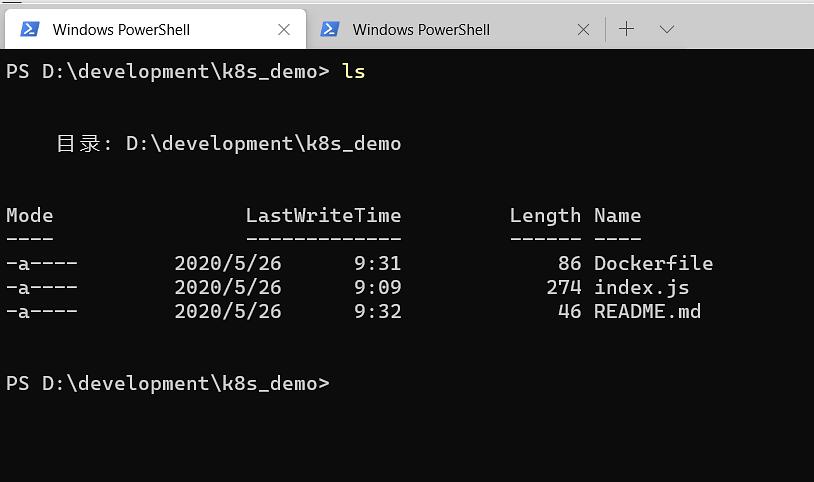 Windows PowerShell Windows PowerShell
PS D:\development\k8s_demo> ls
目录: D:\development\k8s_demo
Mode LastWriteTime Length Name
---- ------------- ------ ----
-a---- 2020/5/26 9:31 86 Dockerfile
-a---- 2020/5/26 9:09 274 index.js
-a---- 2020/5/26 9:32 46 README.md
PS D:\development\k8s_demo>